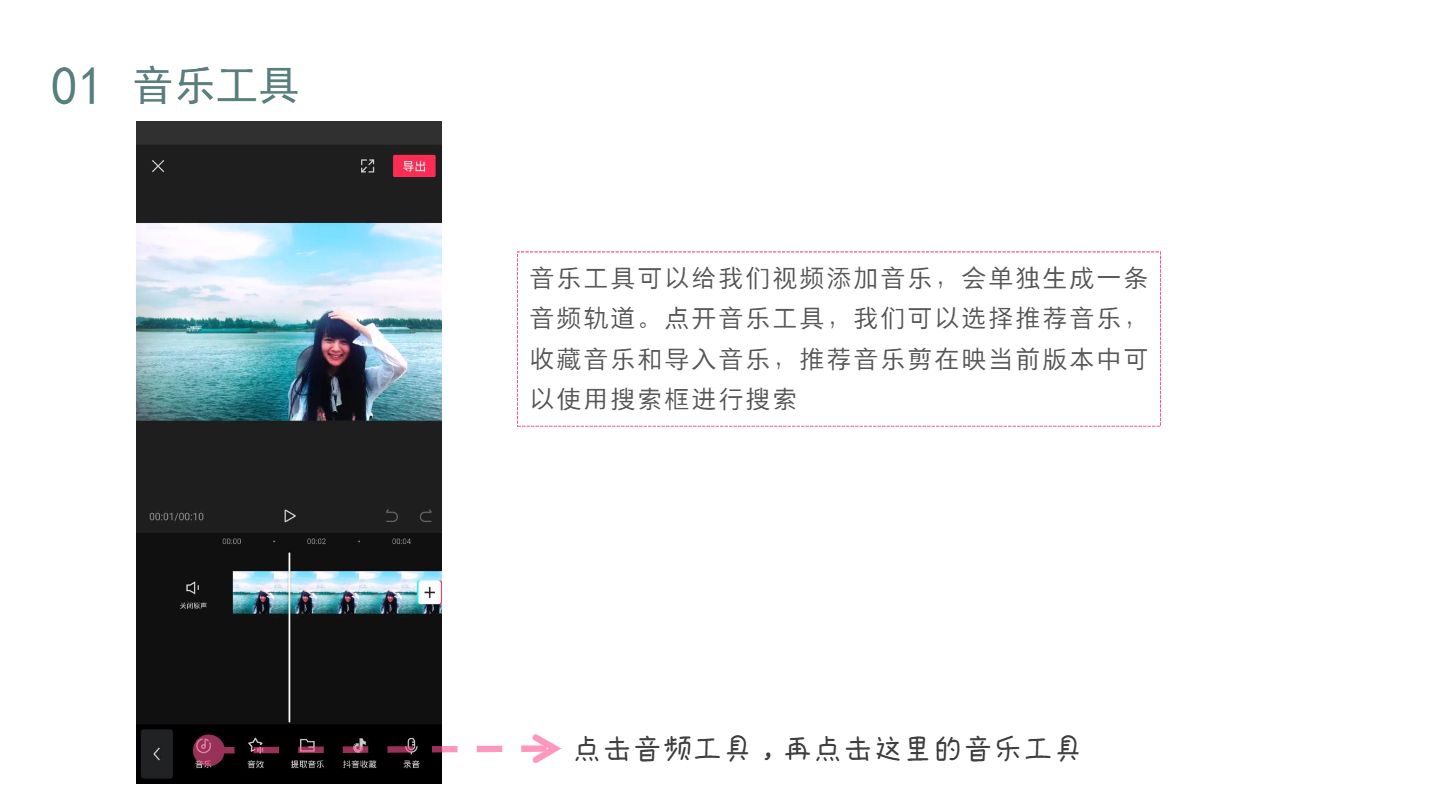 01 音乐工具
导出
音乐工具可以给我们视频添加音乐，会单独生成一条
音频轨道。点开音乐工具，我们可以选择推荐音乐，
收藏音乐和导入音乐，推荐音乐剪在映当前版本中可
以使用搜索框进行搜索
00:01/00:10
00:00 00:02 00:04
关闭原声
音乐 音效 提取音乐 抖音收藏 录音
点击音频工具，再点击这里的音乐工具